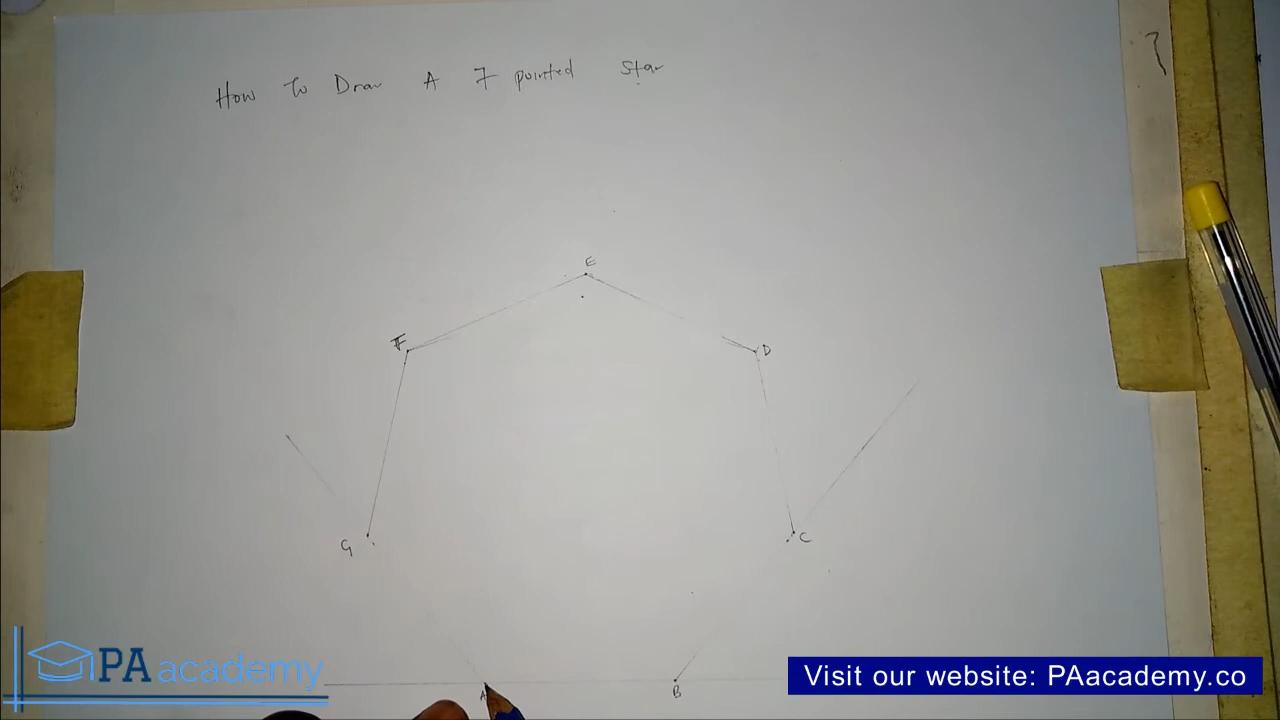 How To Draw A 7 pointed Star
E
F
D
G
C
A
B
PA academy
Visit our website: PAacademy.co